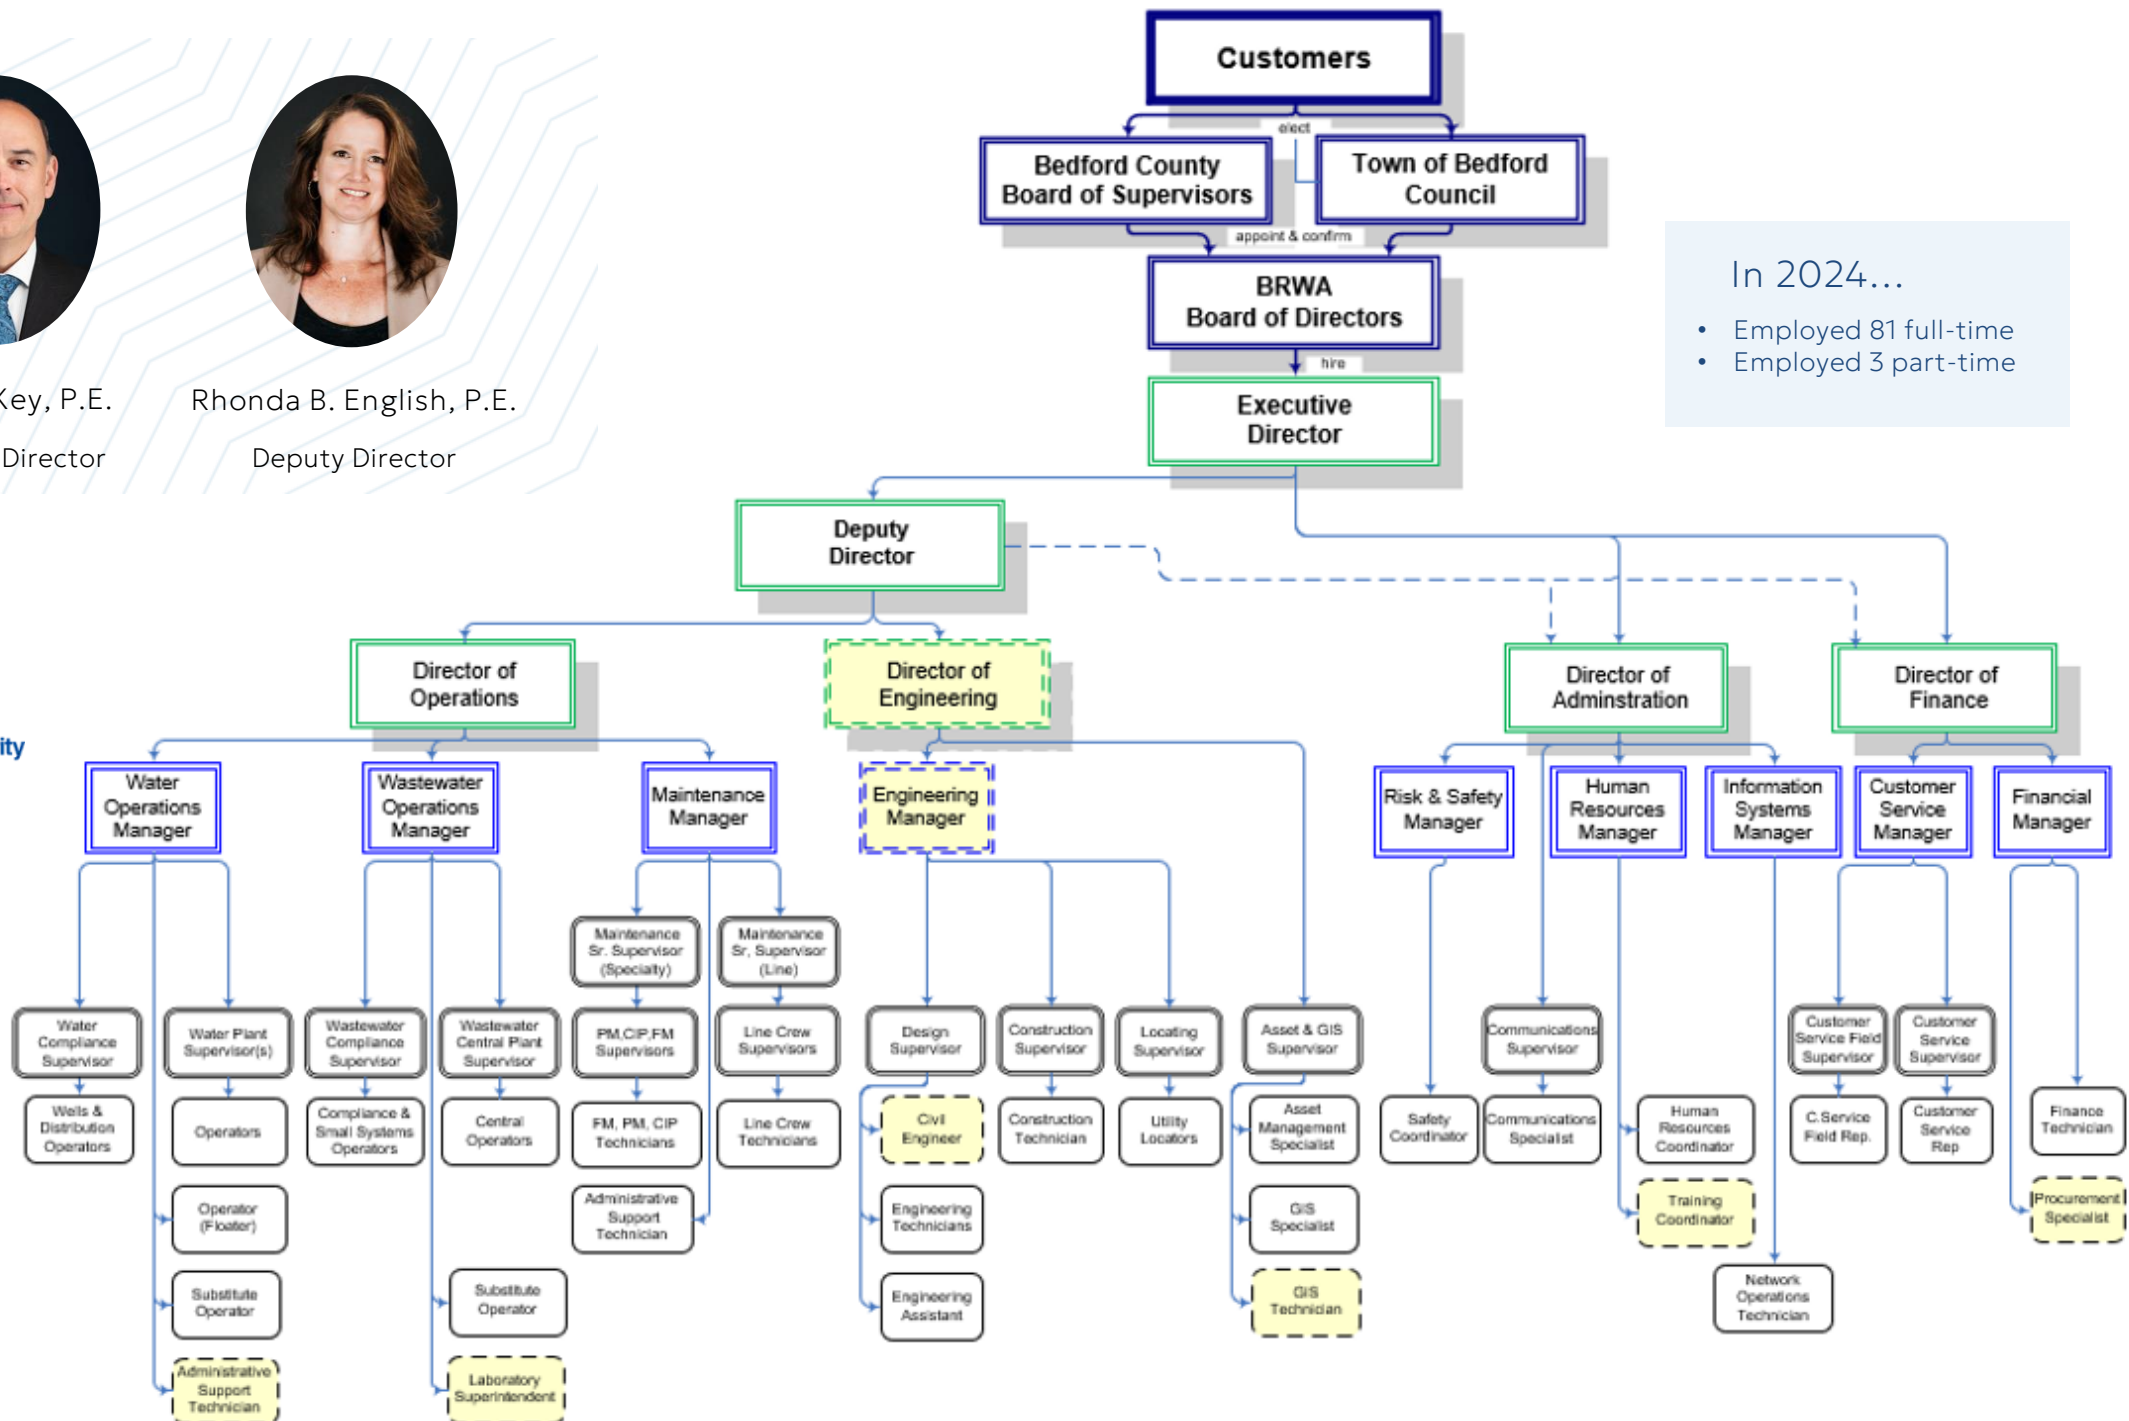 Customers
elect
Bedford County
Board of Supervisors
Town of Bedford
Council
appoint & confirm
BRWA
Board of Directors
hire
Executive
Director
In 2024...
• Employed 81 full-time
• Employed 3 part-time
Key, P.E.
Director
Rhonda B. English, P.E.
Deputy Director
Deputy
Director
Director of
Operations
Director of
Engineering
Director of
Adminstration
Director of
Finance
ity
Water
Operations
Manager
Wastewater
Operations
Manager
Maintenance
Manager
Engineering
Manager
Risk & Safety
Manager
Human
Resources
Manager
Information
Systems
Manager
Customer
Service
Manager
Financial
Manager
Maintenance
Sr. Supervisor
(Specialty)
Maintenance
Sr, Supervisor
(Line)
Water
Compliance
Supervisor
Water Plant
Supervisor(s)
Wastewater
Compliance
Supervisor
Wastewater
Central Plant
Supervisor
PM,CIP,FM
Supervisors
Line Crew
Supervisors
Design
Supervisor
Construction
Supervisor
Locating
Supervisor
Asset & GIS
Supervisor
Communications
Supervisor
Customer
Service Field
Supervisor
Customer
Service
Supervisor
Wells &
Distribution
Operators
Operators
Compliance &
Small Systems
Operators
Central
Operators
FM, PM, CIP
Technicians
Line Crew
Technicians
Civil
Engineer
Construction
Technician
Utility
Locators
Asset
Management
Specialist
Safety
Coordinator
Communications
Specialist
Human
Resources
Coordinator
C.Service
Field Rep.
Customer
Service
Rep
Finance
Technician
Operator
(Floater)
Administrative
Support
Technician
Engineering
Technicians
GIS
Specialist
Training
Coordinator
Procurement
Specialist
Substitute
Operator
Substitute
Operator
Engineering
Assistant
GIS
Technician
Network
Operations
Technician
Administrative
Support
Technician
Laboratory
Superintendent